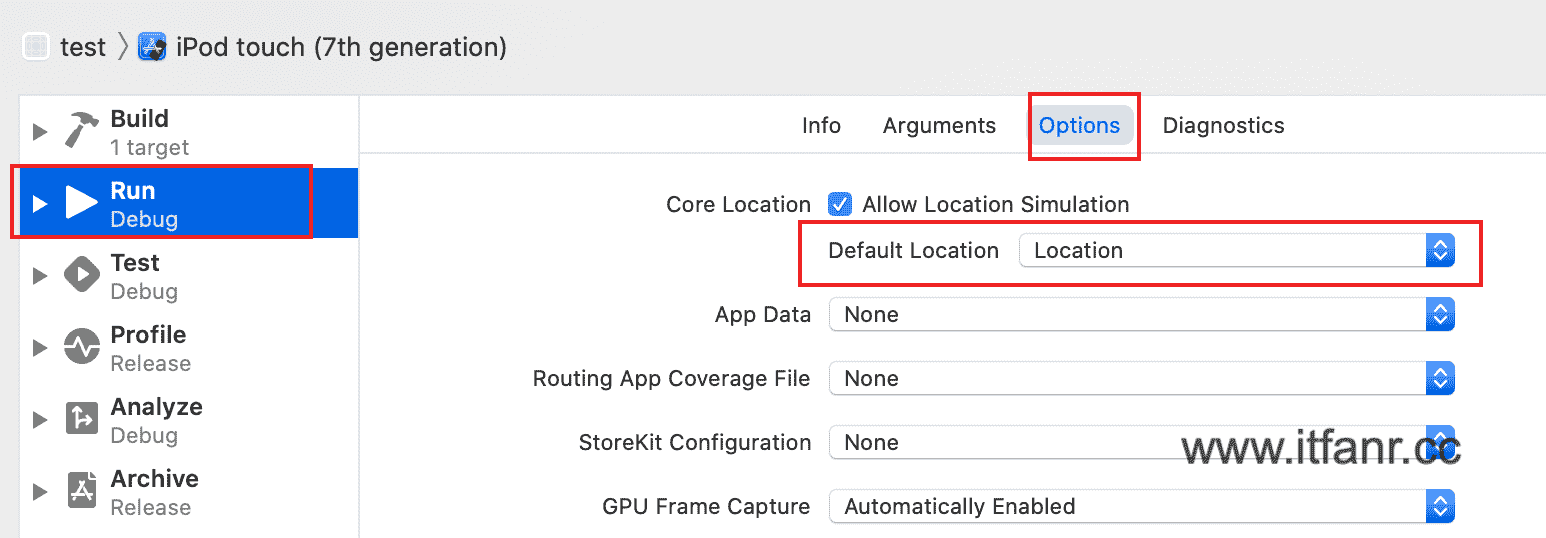 test 〉 iPod touch (7th generation)
Build
1 target
Run
Debug
Test
Debug
Profile
Release
Analyze
Debug
Archive
Release
Info Arguments Options Diagnostics
Core Location Allow Location Simulation
Default Location Location
App Data None
Routing App Coverage File None
StoreKit Configuration None
www.itfanr.cc
GPU Frame Capture Automatically Enabled